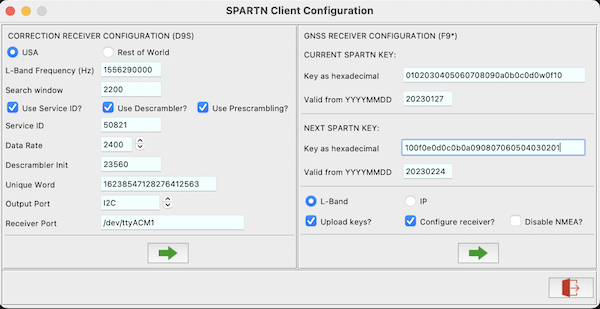 SPARTN Client Configuration
CORRECTION RECEIVER CONFIGURATION (D9S)
USA Rest of World
L-Band Frequency (Hz) 1556290000
Search window 2200
Use Service ID? Use Descrambler? Use Prescrambling?
Service ID 50821
Data Rate 2400
Descrambler Init 23560
Unique Word 16238547128276412563
Output Port I2C
Receiver Port /dev/ttyACM1
GNSS RECEIVER CONFIGURATION (F9*)
CURRENT SPARTN KEY:
Key as hexadecimal 0102030405060708090a0b0c0d0w0f10
Valid from YYYYMMDD 20230127
NEXT SPARTN KEY:
Key as hexadecimal 100f0e0d0c0b0a090807060504030201
Valid from YYYYMMDD 20230224
L-Band IP
Upload keys? Configure receiver? Disable NMEA?